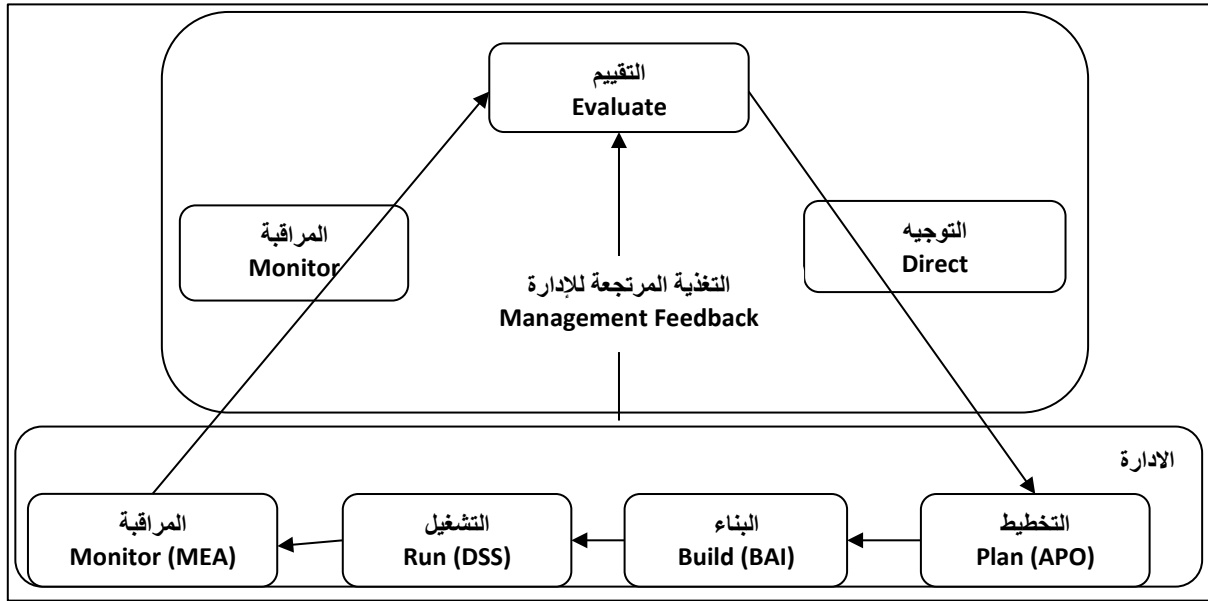 التقييم
Evaluate
المراقبة
Monitor
التوجيه
Direct
التغذية المرتجعة للإدارة
Management Feedback
الادارة
التخطيط
Plan (APO)
البناء
Build (BAI)
التشغيل
Run (DSS)
المراقبة
Monitor (MEA)